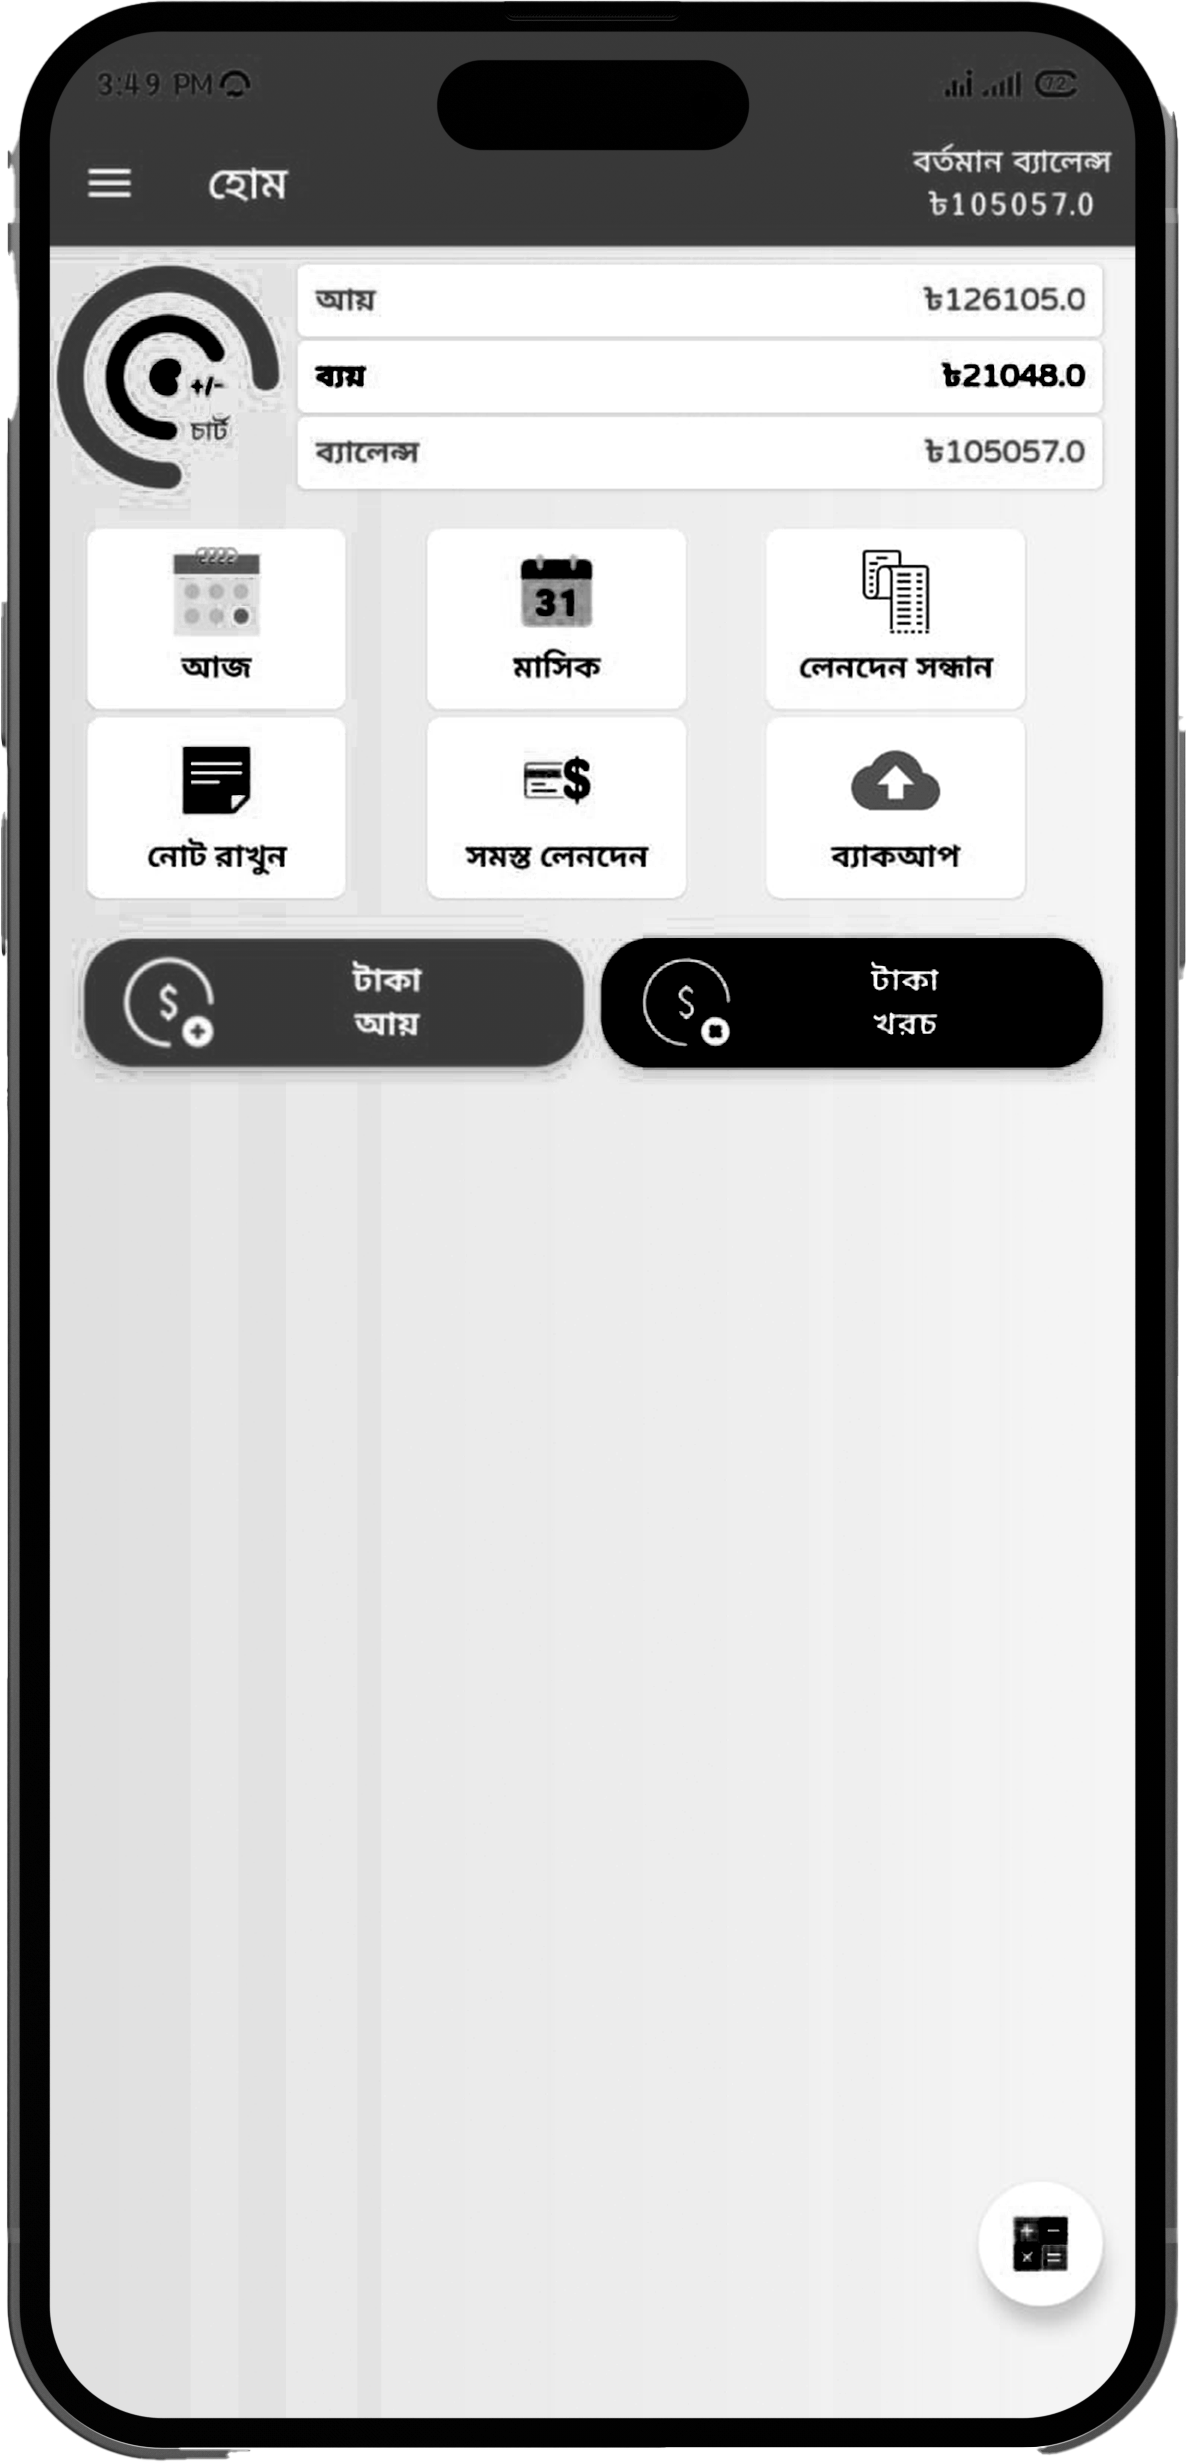 3:49 PM
72
হোম
বর্তমান ব্যালেন্স
৳105057.0
আয় ৳126105.0
ব্যয় ৳21048.0
ব্যালেন্স ৳105057.0
+/-
চার্ট
31
আজ মাসিক লেনদেন সন্ধান
$
নোট রাখুন সমস্ত লেনদেন ব্যাকআপ
$ টাকা
আয়
$ টাকা
খরচ
+ −
× =